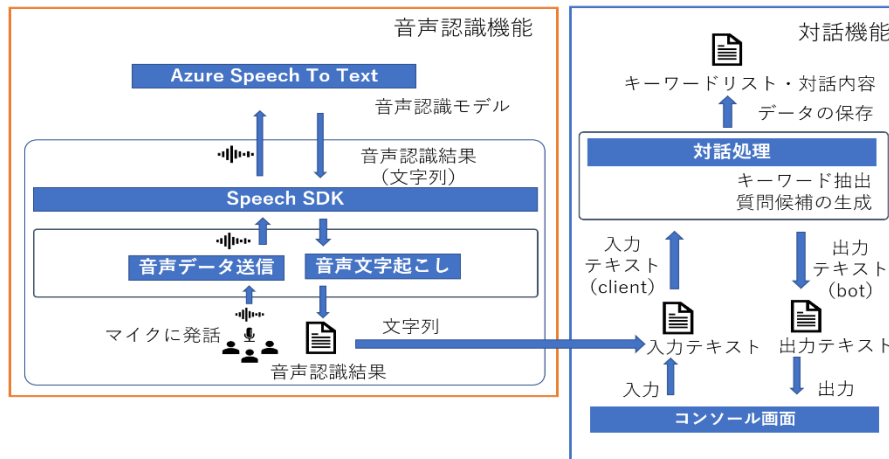 音声認識機能
Azure Speech To Text
音声認識モデル
音声認識結果
（文字列）
Speech SDK
音声データ送信
音声文字起こし
マイクに発話
音声認識結果
文字列
対話機能
キーワードリスト・対話内容
データの保存
対話処理
キーワード抽出
質問候補の生成
入力
テキスト
(client)
出力
テキスト
(bot)
入力テキスト
出力テキスト
入力
出力
コンソール画面